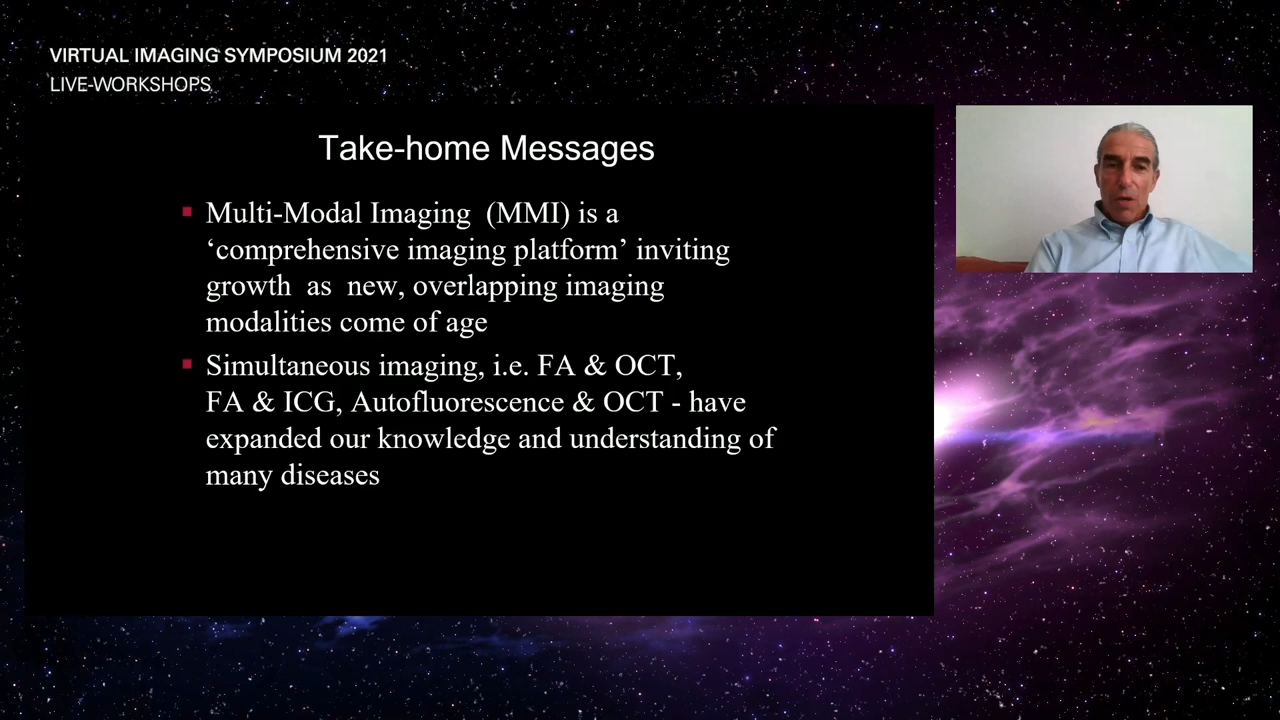 VIRTUAL IMAGING SYMPOSIUM 2021
LIVE-WORKSHOPS
Take-home Messages
▪ Multi-Modal Imaging (MMI) is a
‘comprehensive imaging platform’ inviting
growth as new, overlapping imaging
modalities come of age
▪ Simultaneous imaging, i.e. FA & OCT,
FA & ICG, Autofluorescence & OCT - have
expanded our knowledge and understanding of
many diseases